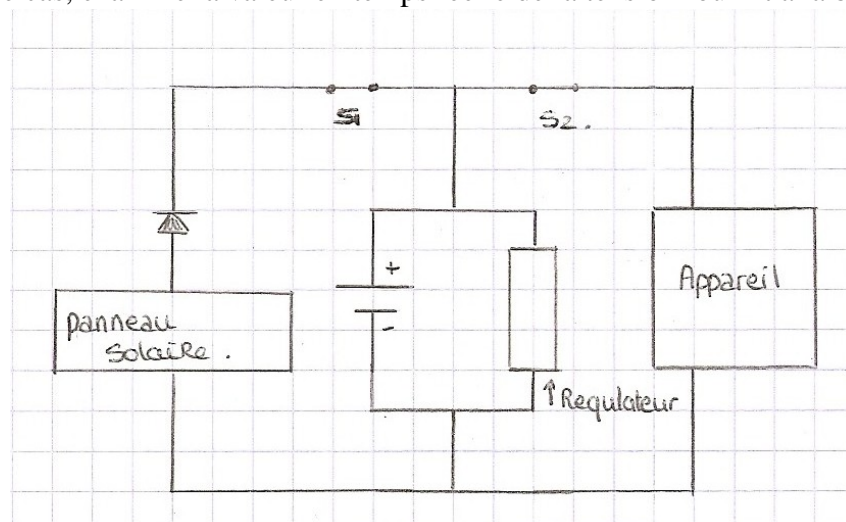 S1
S2.
+
-
Panneau
Solaire.
Appareil
↑Regulateur